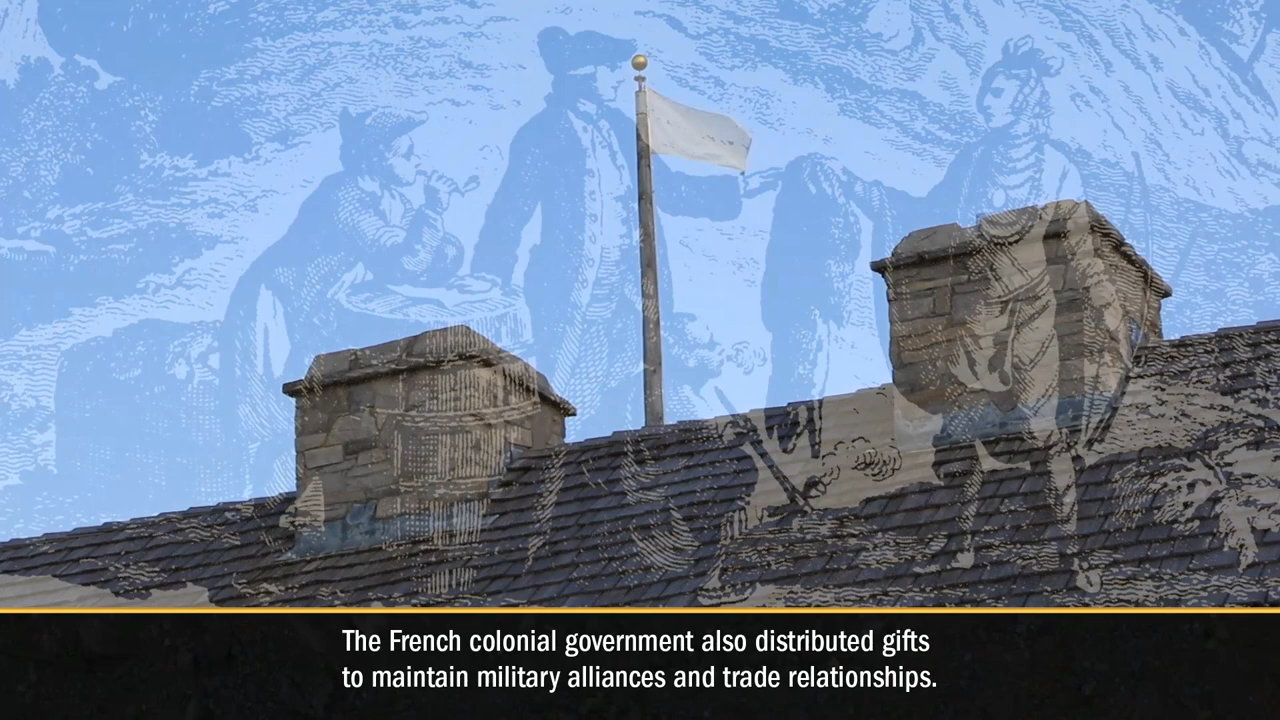 The French colonial government also distributed gifts
to maintain military alliances and trade relationships.